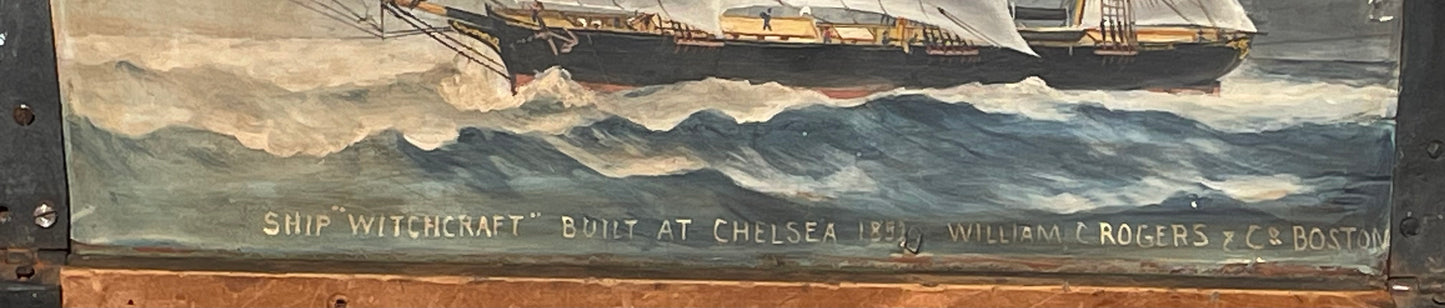 SHIP "WITCHCRAFT" BUILT AT CHELSEA WILLIAM C ROGERS & Co BOSTON